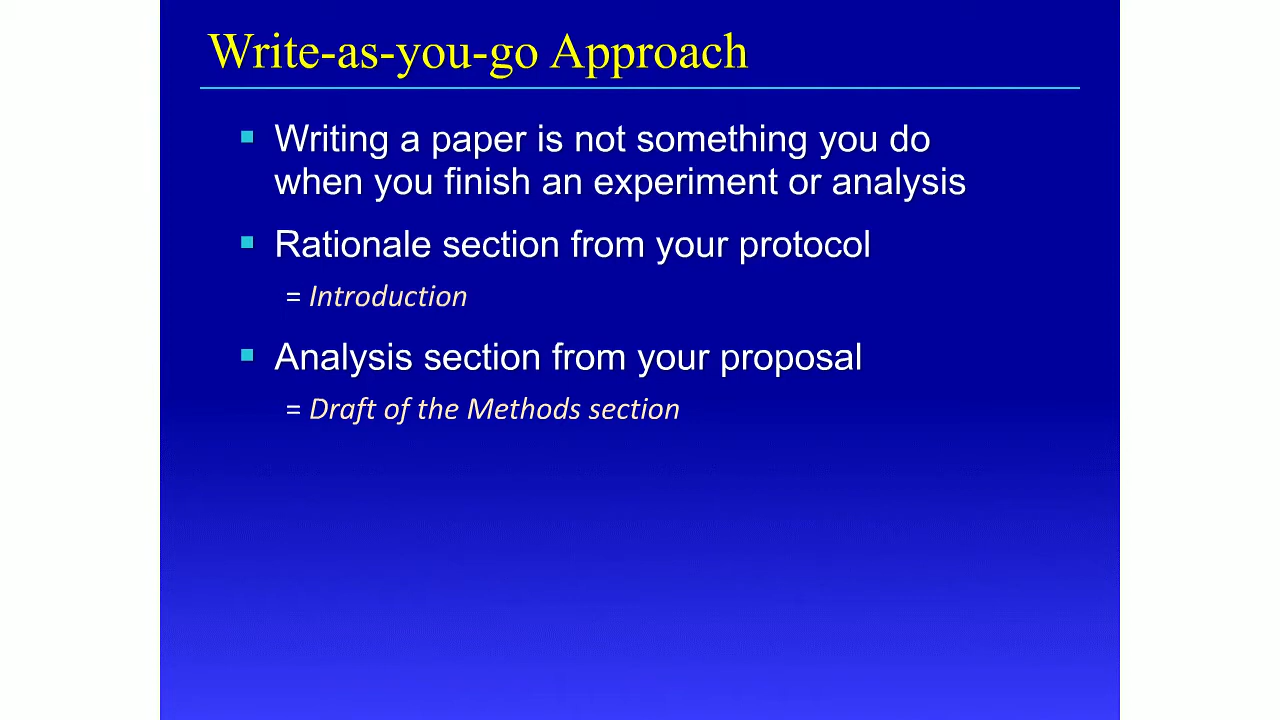 Write-as-you-go Approach
Writing a paper is not something you do
when you finish an experiment or analysis
Rationale section from your protocol
= Introduction
Analysis section from your proposal
= Draft of the Methods section